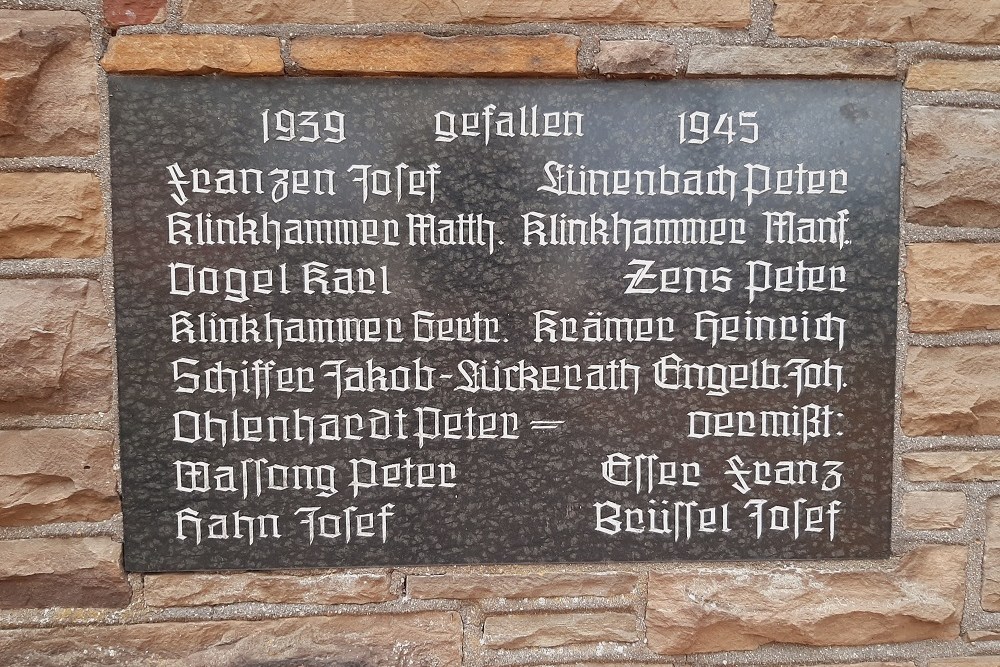 1939 gefallen 1945
Franzen Josef Lünenbach Peter
Klinkhammer Matth. Klinkhammer Manf.
Vogel Karl Zens Peter
Klinkhammer Gertr. Krämer Heinrich
Schiffer Jakob-Lückerath Engelb. Joh.
Ohlenhardt Peter = vermißt:
Wassong Peter Esser Franz
Hahn Josef Brüssel Josef